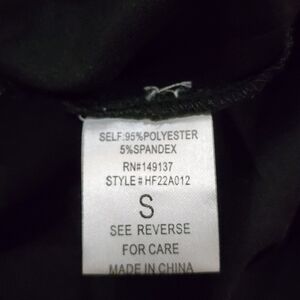 SELF:95%POLYESTER
5%SPANDEX
RN#149137
STYLE#HF22A012
S
SEE REVERSE
FOR CARE
MADE IN CHINA